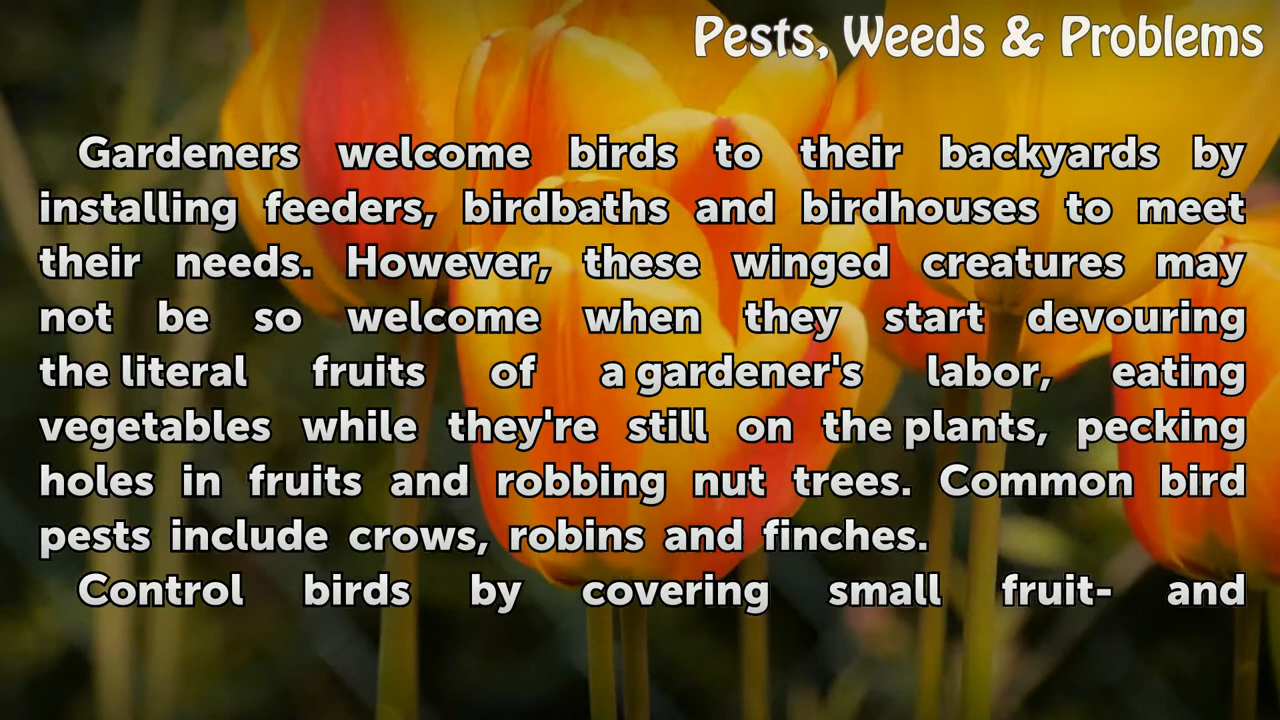 Pests, Weeds & Problems
Gardeners welcome birds to their backyards by
installing feeders, birdbaths and birdhouses to meet
their needs. However, these winged creatures may
not be so welcome when they start devouring
the literal fruits of a gardener's labor, eating
vegetables while they're still on the plants, pecking
holes in fruits and robbing nut trees. Common bird
pests include crows, robins and finches.
Control birds by covering small fruit- and